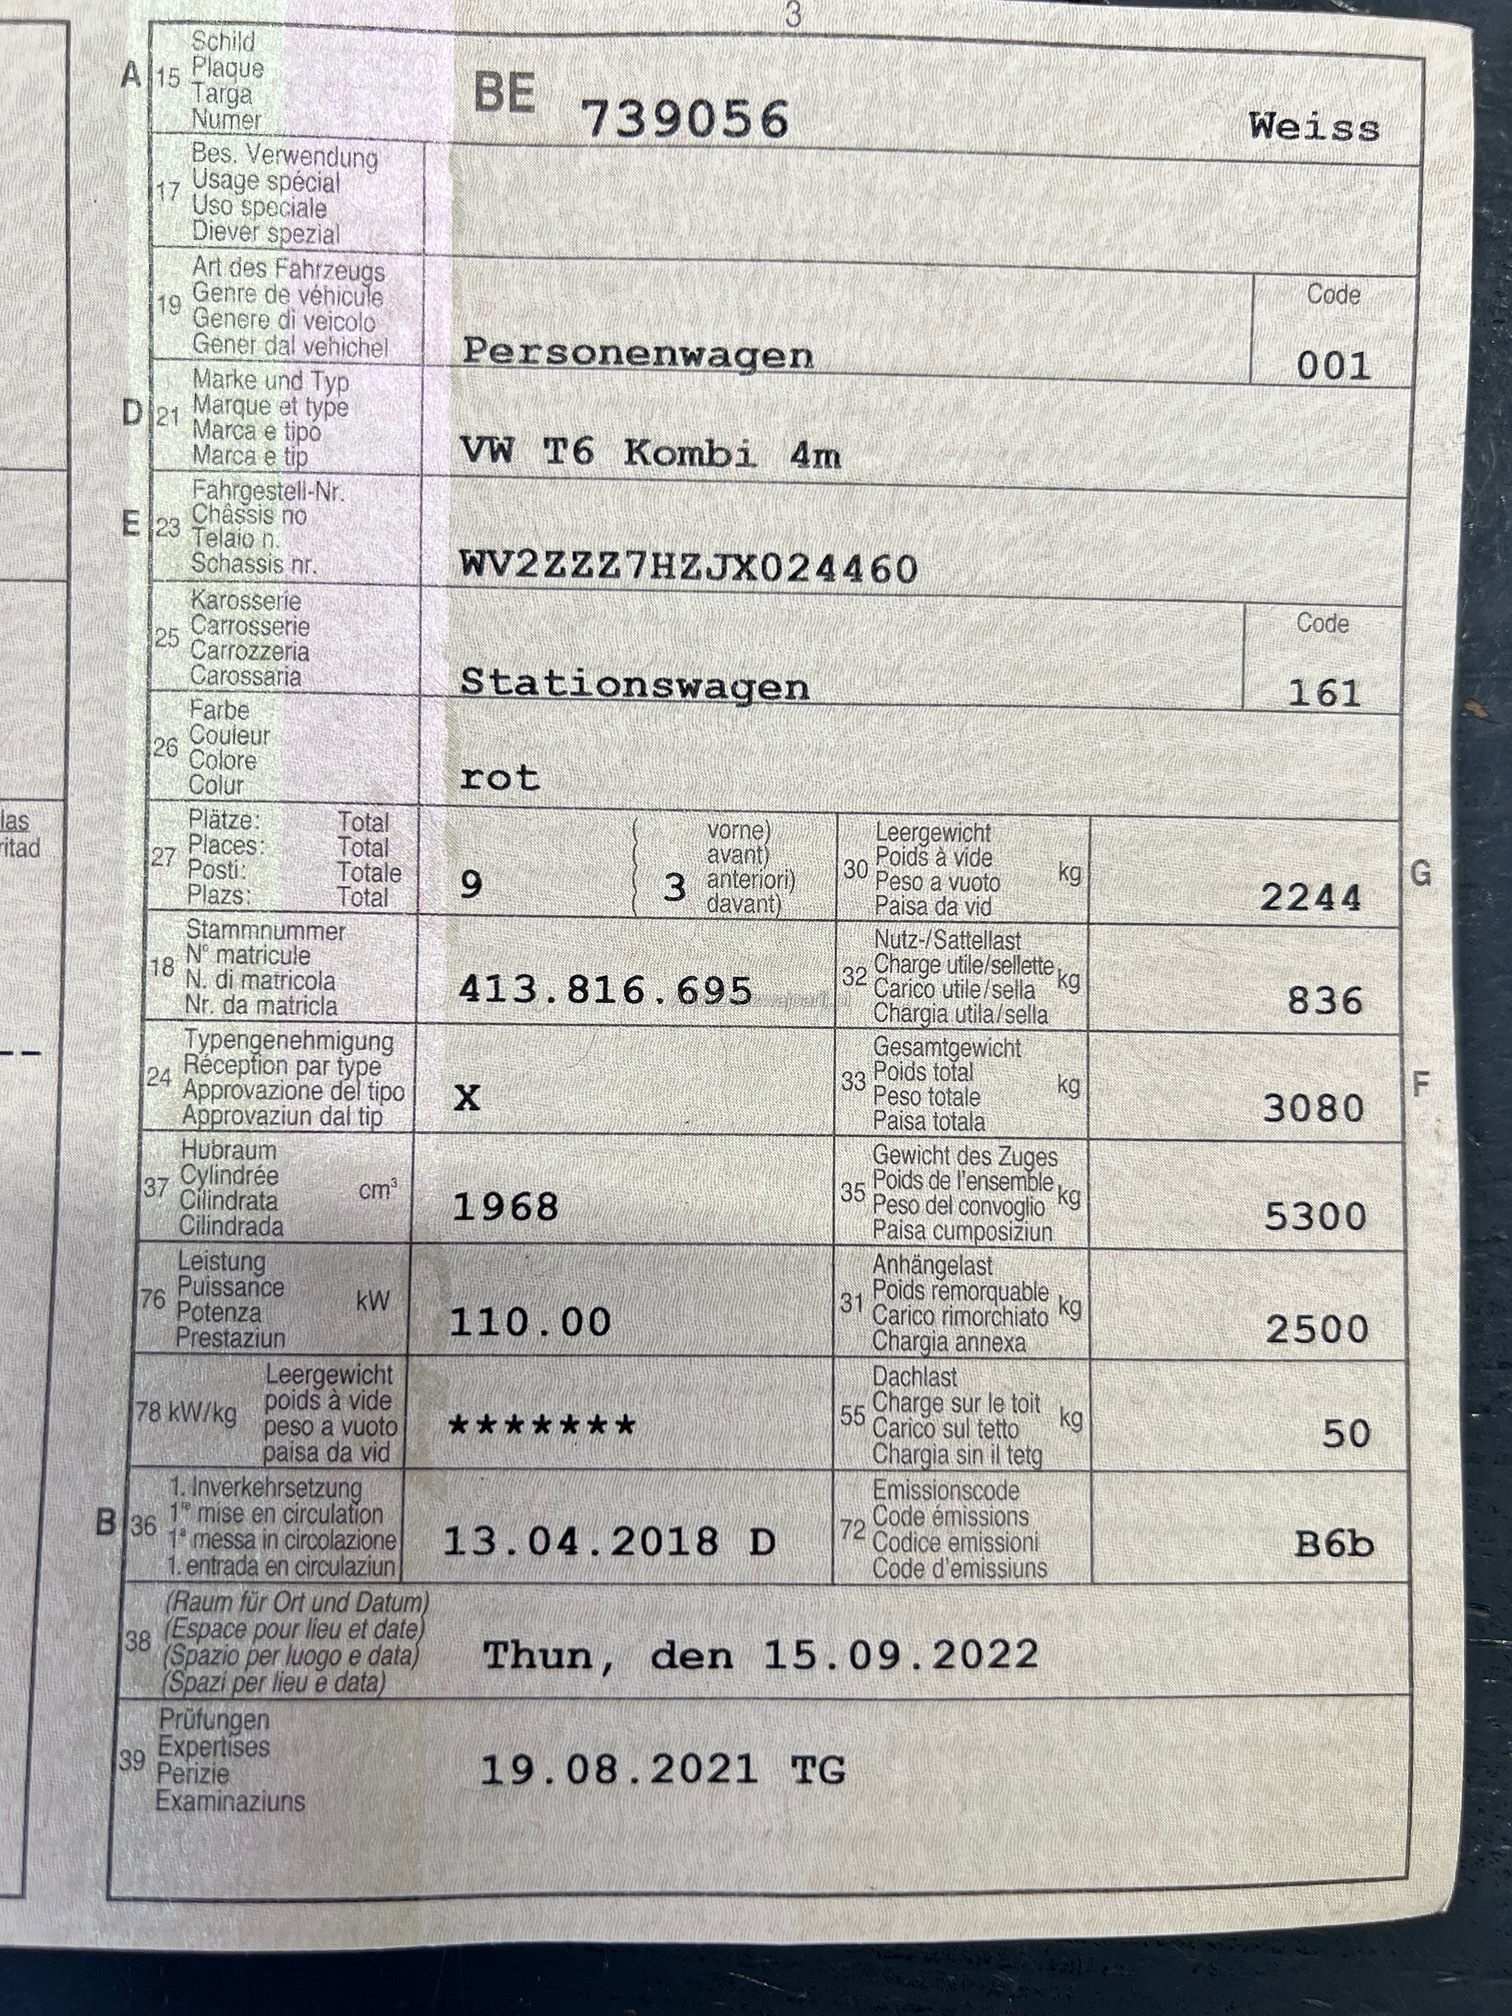 3
A 15 Schild
Plaque
Targa
Numer
BE 739056 Weiss
17 Bes. Verwendung
Usage spécial
Uso speciale
Diever spezial
19 Art des Fahrzeugs
Genre de véhicule
Genere di veicolo
Gener dal vehichel
Personenwagen
Code
001
D 21 Marke und Typ
Marque et type
Marca e tipo
Marca e tip
VW T6 Kombi 4m
E 23 Fahrgestell-Nr.
Châssis no
Telaio n.
Schassis nr.
WV2ZZZ7HZJX024460
25 Karosserie
Carrosserie
Carrozzeria
Carossaria
Stationswagen
Code
161
26 Farbe
Couleur
Colore
Colur
rot
27 Plätze: Total
Places: Total
Posti: Totale
Plazs: Total
9
( 3 vorne)
( avant)
( anteriori)
( davant)
30 Leergewicht
Poids à vide
Peso a vuoto
Paisa da vid
kg
2244
G
18 Stammnummer
N° matricule
N. di matricola
Nr. da matricla
413.816.695
32 Nutz-/Sattellast
Charge utile/sellette
Carico utile/sella
Chargia utila/sella
kg
836
24 Typengenehmigung
Réception par type
Approvazione del tipo
Approvaziun dal tip
X
33 Gesamtgewicht
Poids total
Peso totale
Paisa totala
kg
3080
F
37 Hubraum
Cylindrée
Cilindrata
Cilindrada
cm³
1968
35 Gewicht des Zuges
Poids de l'ensemble
Peso del convoglio
Paisa cumposiziun
kg
5300
76 Leistung
Puissance
Potenza
Prestaziun
kW
110.00
31 Anhängelast
Poids remorquable
Carico rimorchiato
Chargia annexa
kg
2500
78 kW/kg
Leergewicht
poids à vide
peso a vuoto
paisa da vid
*******
55 Dachlast
Charge sur le toit
Carico sul tetto
Chargia sin il tetg
kg
50
B 36 1. Inverkehrsetzung
1re mise en circulation
1a messa in circolazione
1. entrada en circulaziun
13.04.2018 D
72 Emissionscode
Code émissions
Codice emissioni
Code d'emissiuns
B6b
38 (Raum für Ort und Datum)
(Espace pour lieu et date)
(Spazio per luogo e data)
(Spazi per lieu e data)
Thun, den 15.09.2022
39 Prüfungen
Expertises
Perizie
Examinaziuns
19.08.2021 TG
las
ritad
--